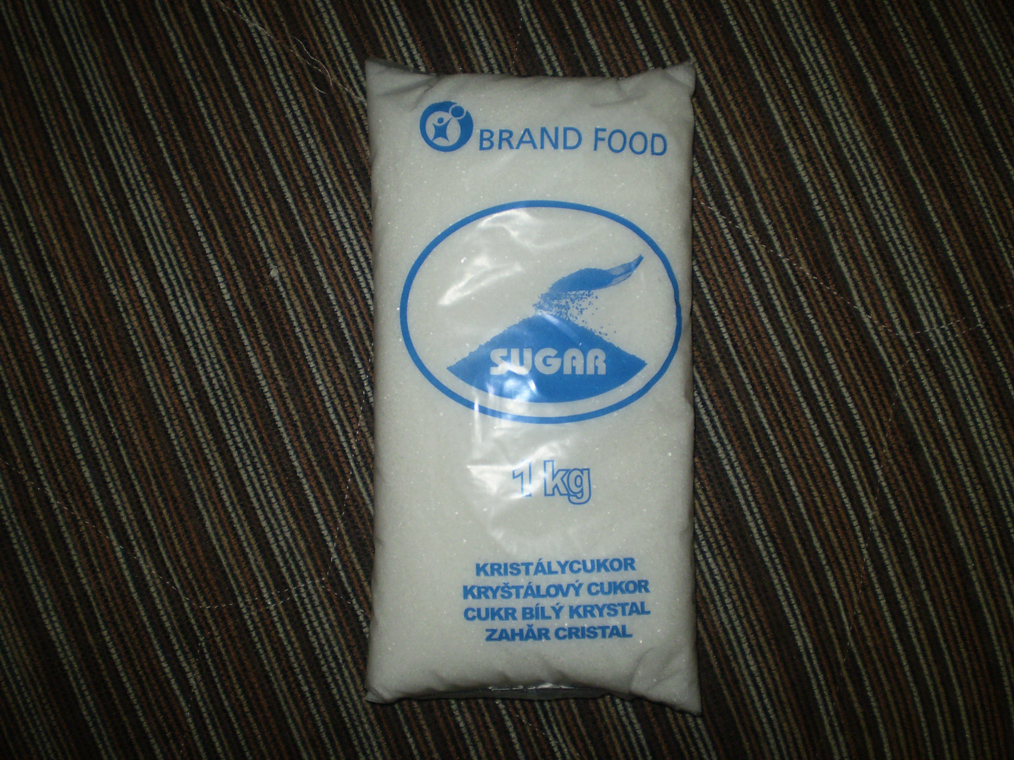 BRAND FOOD
SUGAR
1 kg
KRISTÁLYCUKOR
KRYŠTÁLOVÝ CUKOR
CUKR BÍLÝ KRYSTAL
ZAHĂR CRISTAL